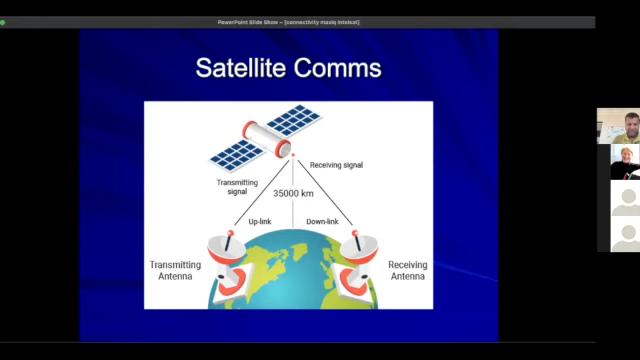 PowerPoint Slide Show - [connectivity masiq intelsat]
Satellite Comms
Receiving signal
Transmitting
signal
35000 km
Up-link
Down-link
Transmitting
Antenna
Receiving
Antenna